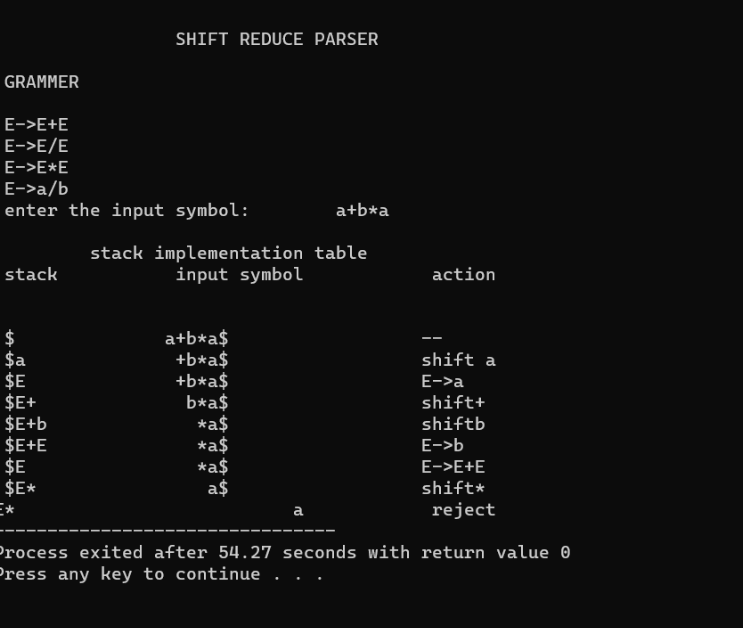 SHIFT REDUCE PARSER
GRAMMER
E->E+E
E->E/E
E->E*E
E->a/b
enter the input symbol: a+b*a
stack implementation table
stack input symbol action
$ a+b*a$ --
$a +b*a$ shift a
$E +b*a$ E->a
$E+ b*a$ shift+
$E+b *a$ shiftb
$E+E *a$ E->b
$E *a$ E->E+E
$E* a$ shift*
E* a reject
--------------------------------
Process exited after 54.27 seconds with return value 0
Press any key to continue . . .